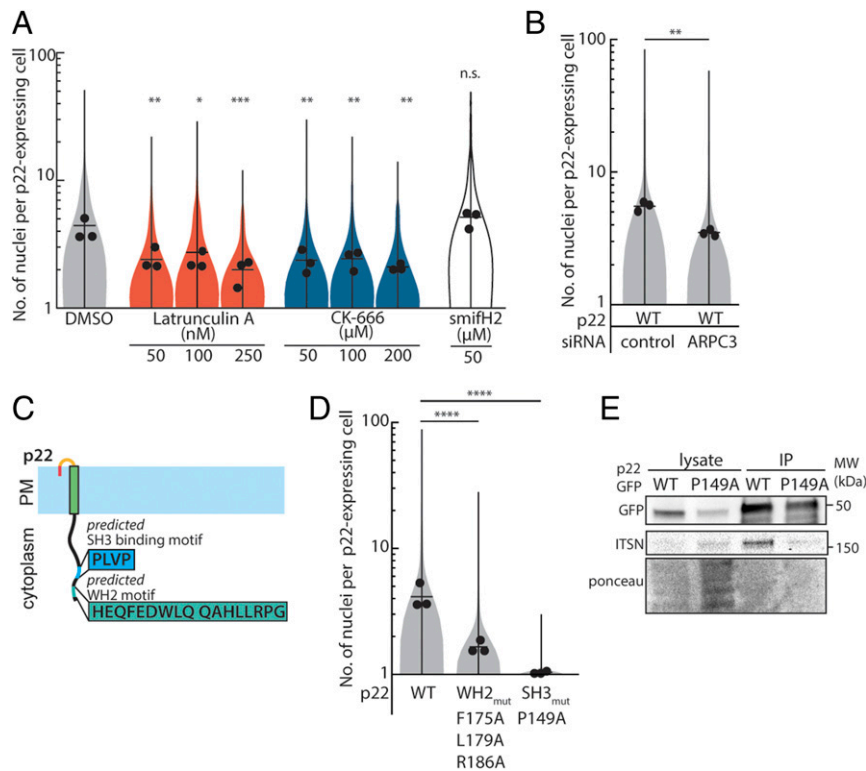 A
No. of nuclei per p22-expressing cell
100
10
1
** * *** ** ** ** n.s.
DMSO Latrunculin A (nM) CK-666 (μM) smifH2 (μM)
50 100 250 50 100 200 50
B
No. of nuclei per p22-expressing cell
100
10
1
**
p22 WT WT
siRNA control ARPC3
C
p22
PM
cytoplasm
predicted
SH3 binding motif
PLVP
predicted
WH2 motif
HEQFEDWLQ QAHLLRPG
D
No. of nuclei per p22-expressing cell
100
10
1
****
****
p22 WT WH2mut SH3mut
F175A P149A
L179A
R186A
E
p22 lysate IP MW
GFP WT P149A WT P149A (kDa)
GFP 50
ITSN 150
ponceau